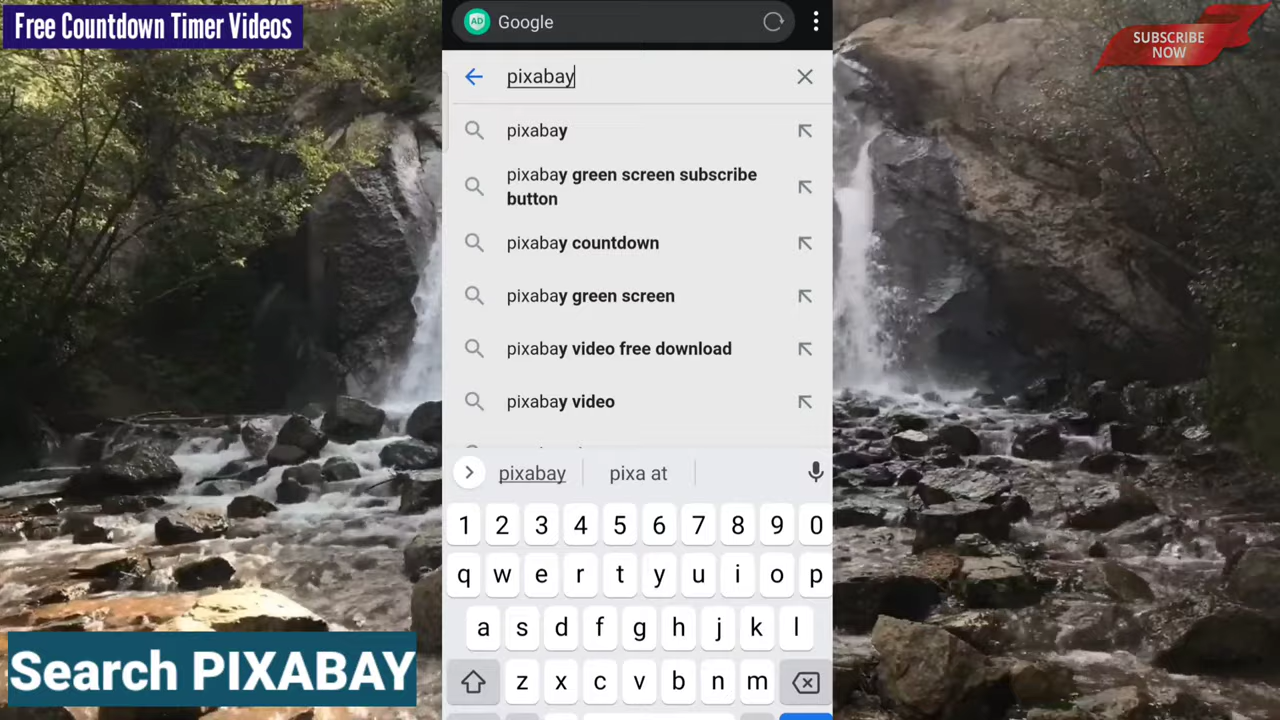 Free Countdown Timer Videos
AD Google
SUBSCRIBE
NOW
pixabay
pixabay
pixabay green screen subscribe
button
pixabay countdown
pixabay green screen
pixabay video free download
pixabay video
pixabay pixa at
1 2 3 4 5 6 7 8 9 0
q w e r t y u i o p
a s d f g h j k l
z x c v b n m
Search PIXABAY